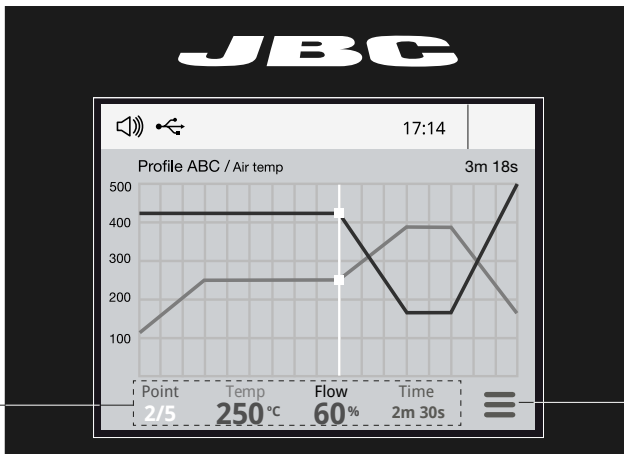 JBC
17:14
Profile ABC / Air temp 3m 18s
500
400
300
200
100
Point Temp Flow Time
2/5 250 °C 60 % 2m 30s